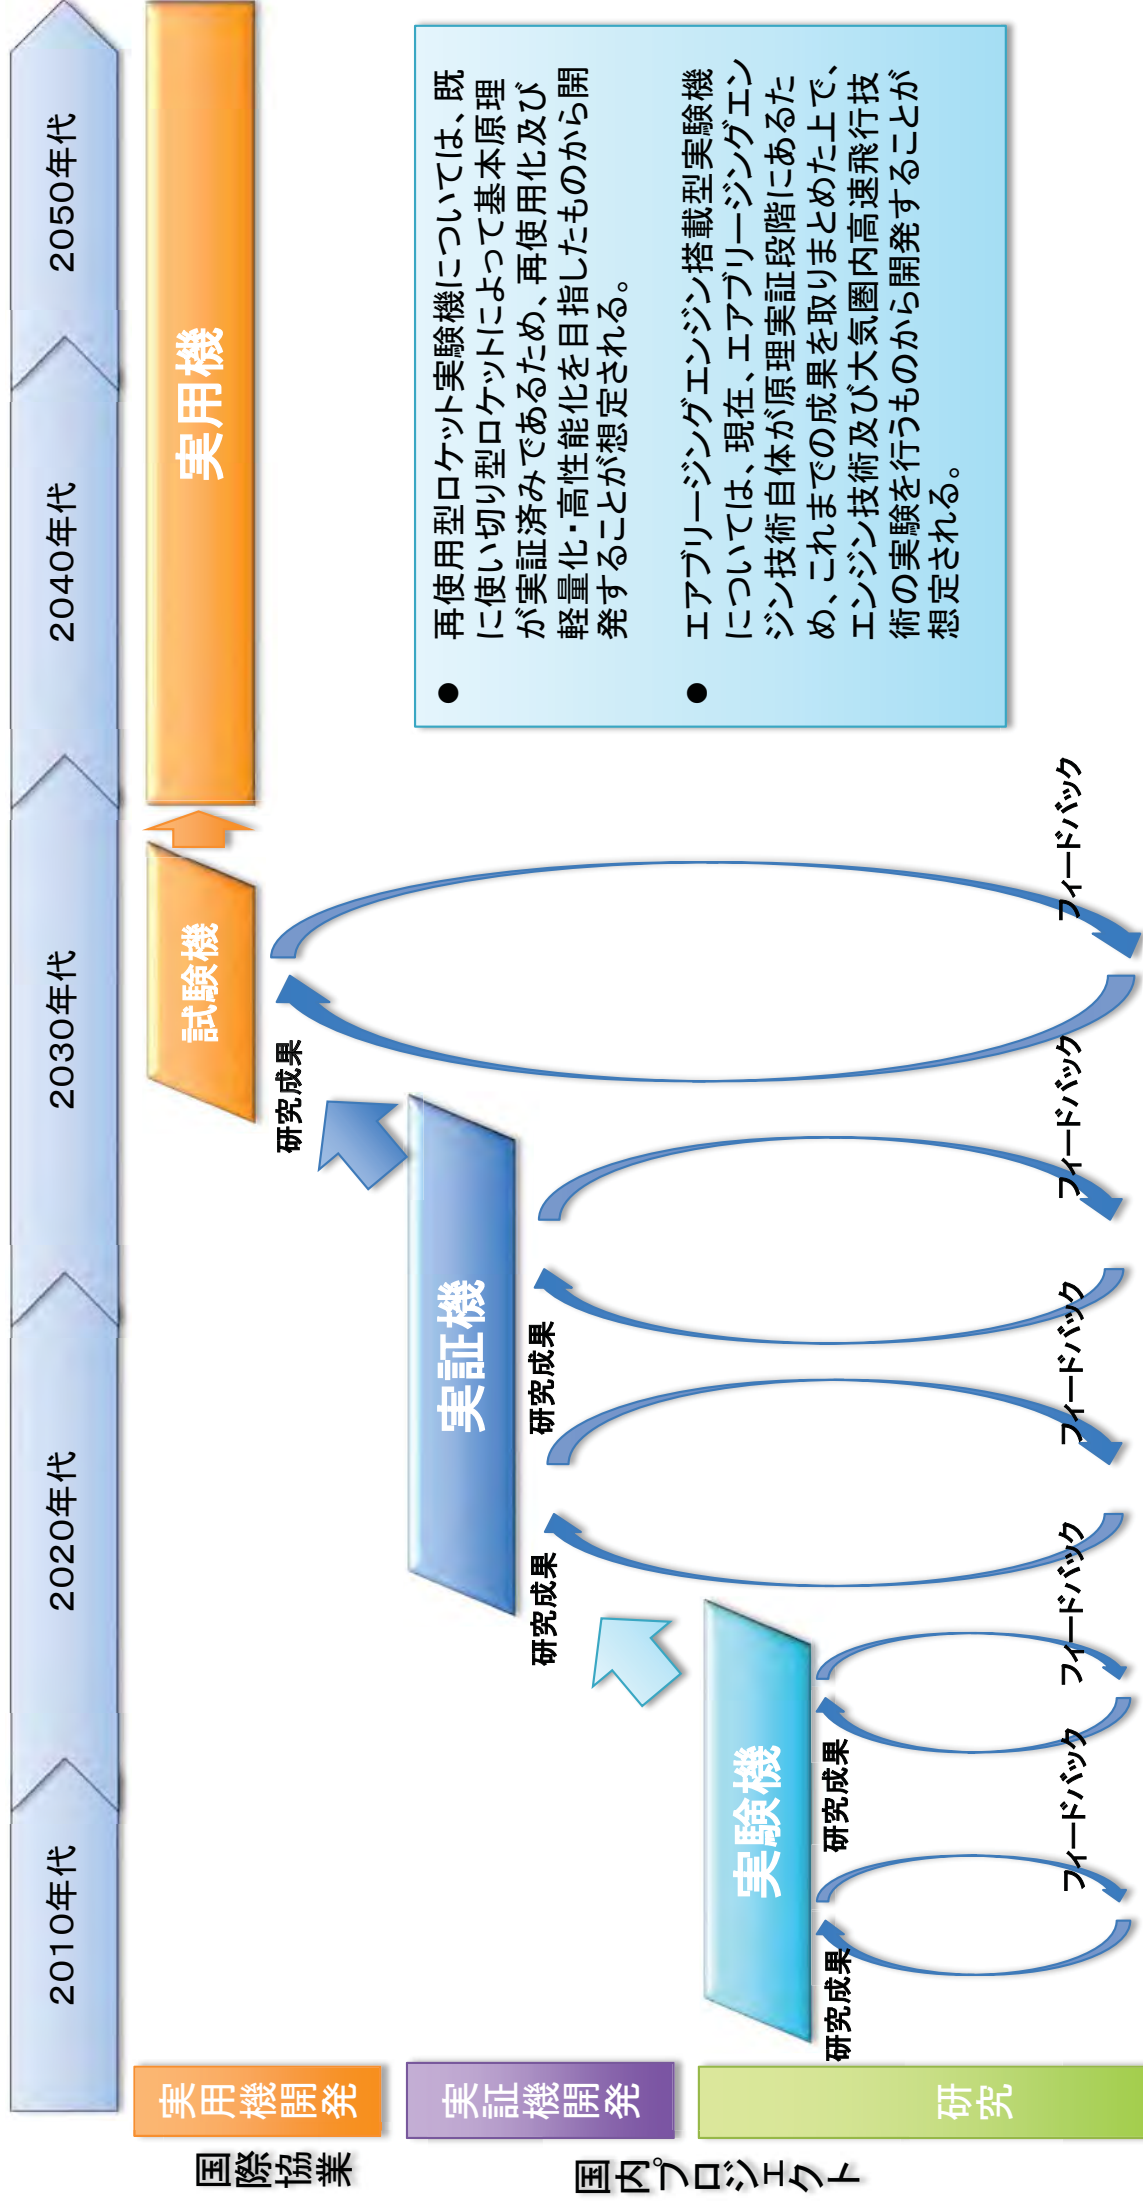 2010年代
2020年代
2030年代
2040年代
2050年代
国際協業
実用機開発
試験機
実用機
国内プロジェクト
実証機開発
実証機
研究
実験機
研究成果
研究成果
研究成果
研究成果
研究成果
フィードバック
フィードバック
フィードバック
フィードバック
フィードバック
● 再使用型ロケット実験機については、既
に使い切り型ロケットによって基本原理
が実証済みであるため、再使用化及び
軽量化・高性能化を目指したものから開
発することが想定される。
● エアブリージングエンジン搭載型実験機
については、現在、エアブリージングエン
ジン技術自体が原理実証段階にあるた
め、これまでの成果を取りまとめた上で、
エンジン技術及び大気圏内高速飛行技
術の実験を行うものから開発することが
想定される。